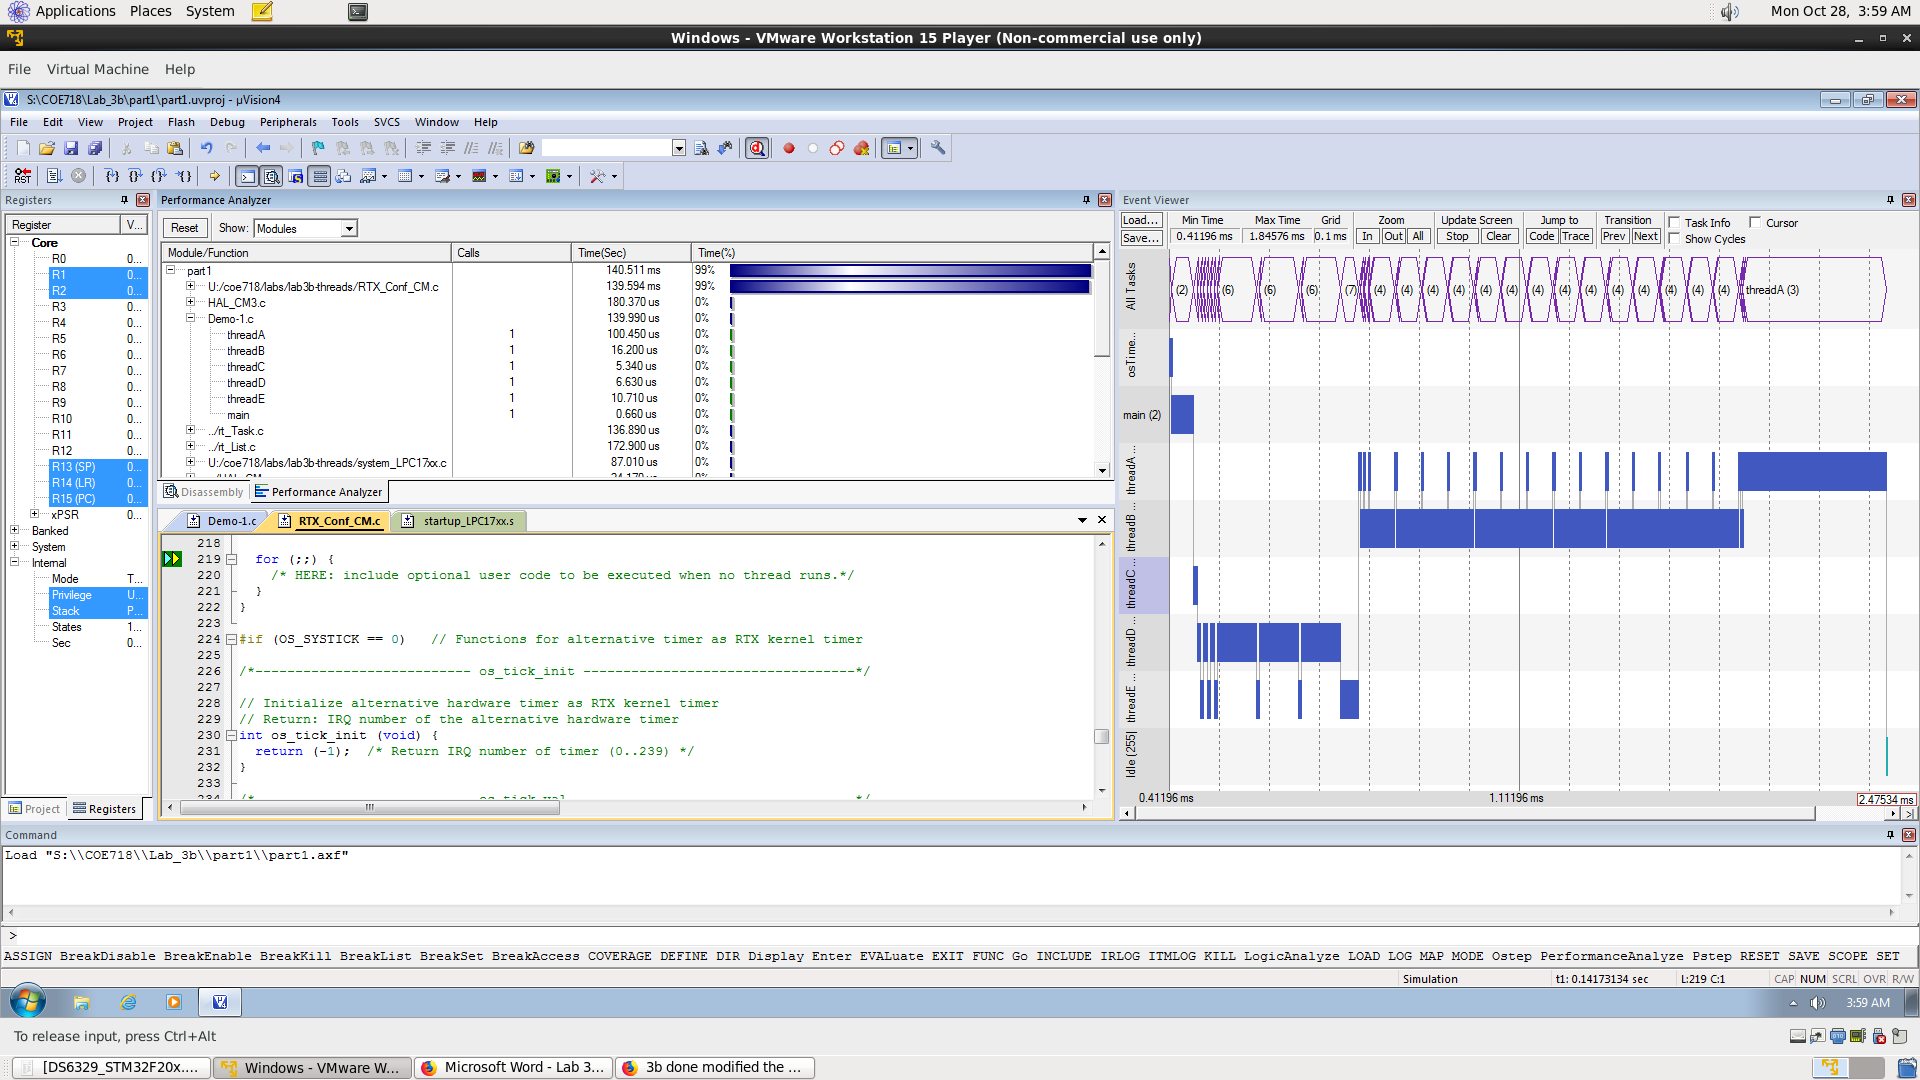 Applications Places System
Mon Oct 28, 3:59 AM
Windows - VMware Workstation 15 Player (Non-commercial use only)
File Virtual Machine Help
S:\COE718\Lab_3b\part1\part1.uvproj - µVision4
File Edit View Project Flash Debug Peripherals Tools SVCS Window Help
Registers
Register V...
Core
R0 0...
R1 0...
R2 0...
R3 0...
R4 0...
R5 0...
R6 0...
R7 0...
R8 0...
R9 0...
R10 0...
R11 0...
R12 0...
R13 (SP) 0...
R14 (LR) 0...
R15 (PC) 0...
xPSR 0...
Banked
System
Internal
Mode T...
Privilege U...
Stack P...
States 1...
Sec 0...
Project Registers
Performance Analyzer
Reset Show: Modules
Module/Function Calls Time(Sec) Time(%)
part1 140.511 ms 99%
U:/coe718/labs/lab3b-threads/RTX_Conf_CM.c 139.594 ms 99%
HAL_CM3.c 180.370 us 0%
Demo-1.c 139.990 us 0%
threadA 1 100.450 us 0%
threadB 1 16.200 us 0%
threadC 1 5.340 us 0%
threadD 1 6.630 us 0%
threadE 1 10.710 us 0%
main 1 0.660 us 0%
../rt_Task.c 136.890 us 0%
../rt_List.c 172.900 us 0%
U:/coe718/labs/lab3b-threads/system_LPC17xx.c 87.010 us 0%
Disassembly Performance Analyzer
Demo-1.c RTX_Conf_CM.c startup_LPC17xx.s
218
219 for (;;) {
220 /* HERE: include optional user code to be executed when no thread runs.*/
221 }
222 }
223
224 #if (OS_SYSTICK == 0) // Functions for alternative timer as RTX kernel timer
225
226 /*--------------------------- os_tick_init ----------------------------------*/
227
228 // Initialize alternative hardware timer as RTX kernel timer
229 // Return: IRQ number of the alternative hardware timer
230 int os_tick_init (void) {
231 return (-1); /* Return IRQ number of timer (0..239) */
232 }
233
Event Viewer
Load... Min Time Max Time Grid Zoom Update Screen Jump to Transition Task Info Cursor
Save... 0.41196 ms 1.84576 ms 0.1 ms In Out All Stop Clear Code Trace Prev Next Show Cycles
All Tasks (2) (6) (6) (6) (7) (4) (4) (4) (4) (4) (4) (4) (4) (4) (4) (4) (4) (4) (4) threadA (3)
osTime...
main (2)
threadA ...
threadB ...
threadC ...
threadD ...
threadE ...
Idle (255)
0.41196 ms 1.11196 ms 2.47534 ms
Command
Load "S:\\COE718\\Lab_3b\\part1\\part1.axf"
>
ASSIGN BreakDisable BreakEnable BreakKill BreakList BreakSet BreakAccess COVERAGE DEFINE DIR Display Enter EVALuate EXIT FUNC Go INCLUDE IRLOG ITMLOG KILL LogicAnalyze LOAD LOG MAP MODE Ostep PerformanceAnalyze Pstep RESET SAVE SCOPE SET
Simulation t1: 0.14173134 sec L:219 C:1 CAP NUM SCRL OVR R/W
3:59 AM
To release input, press Ctrl+Alt
[DS6329_STM32F20x.... Windows - VMware W... Microsoft Word - Lab 3... 3b done modified the ...